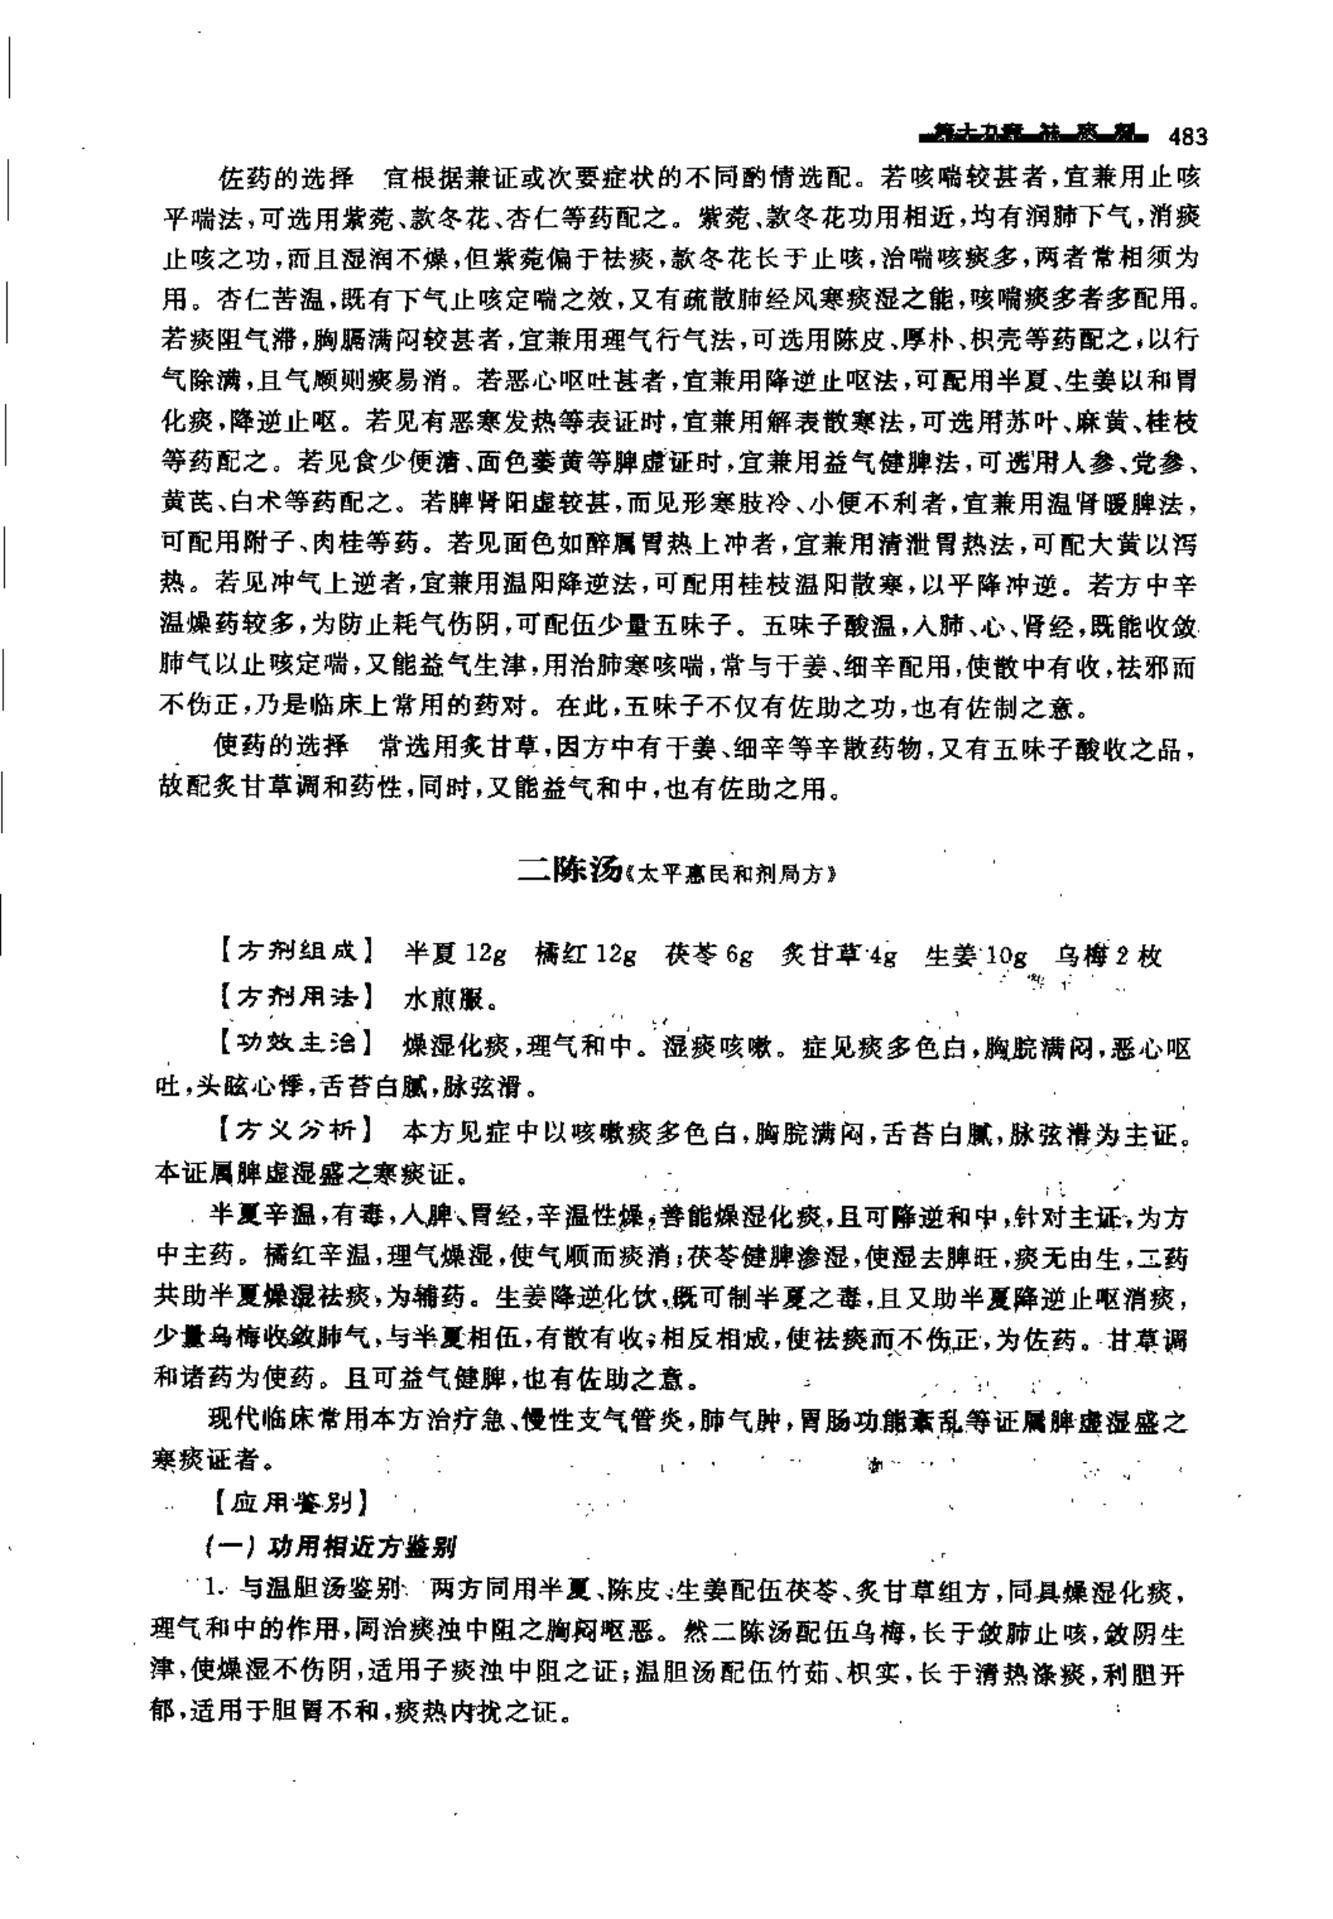 第十九章 祛痰剂 483
佐药的选择 宜根据兼证或次要症状的不同酌情选配。若咳喘较甚者,宜兼用止咳
平喘法,可选用紫菀、款冬花、杏仁等药配之。紫菀、款冬花功用相近,均有润肺下气,消痰
止咳之功,而且湿润不燥,但紫菀偏于祛痰,款冬花长于止咳,治喘咳痰多,两者常相须为
用。杏仁苦温,既有下气止咳定喘之效,又有疏散肺经风寒痰湿之能,咳喘痰多者多配用。
若痰阻气滞,胸膈满闷较甚者,宜兼用理气行气法,可选用陈皮、厚朴、枳壳等药配之,以行
气除满,且气顺则痰易消。若恶心呕吐甚者,宜兼用降逆止呕法,可配用半夏、生姜以和胃
化痰,降逆止呕。若见有恶寒发热等表证时,宜兼用解表散寒法,可选用苏叶、麻黄、桂枝
等药配之。若见食少便溏、面色萎黄等脾虚证时,宜兼用益气健脾法,可选用人参、党参、
黄芪、白术等药配之。若脾肾阳虚较甚,而见形寒肢冷、小便不利者,宜兼用温肾暖脾法,
可配用附子、肉桂等药。若见面色如醉属胃热上冲者,宜兼用清泄胃热法,可配大黄以泻
热。若见冲气上逆者,宜兼用温阳降逆法,可配用桂枝温阳散寒,以平降冲逆。若方中辛
温燥药较多,为防止耗气伤阴,可配伍少量五味子。五味子酸温,入肺、心、肾经,既能收敛
肺气以止咳定喘,又能益气生津,用治肺寒咳喘,常与干姜、细辛配用,使散中有收,祛邪而
不伤正,乃是临床上常用的药对。在此,五味子不仅有佐助之功,也有佐制之意。
使药的选择 常选用炙甘草,因方中有干姜、细辛等辛散药物,又有五味子酸收之品,
故配炙甘草调和药性,同时,又能益气和中,也有佐助之用。
二陈汤《太平惠民和剂局方》
【方剂组成】 半夏12g 橘红12g 茯苓6g 炙甘草4g 生姜10g 乌梅2枚
【方剂用法】 水煎服。
【功效主治】 燥湿化痰,理气和中。湿痰咳嗽。症见痰多色白,胸脘满闷,恶心呕
吐,头眩心悸,舌苔白腻,脉弦滑。
【方义分析】 本方见症中以咳嗽痰多色白,胸脘满闷,舌苔白腻,脉弦滑为主证。
本证属脾虚湿盛之寒痰证。
半夏辛温,有毒,入脾、胃经,辛温性燥,善能燥湿化痰,且可降逆和中,针对主证,为方
中主药。橘红辛温,理气燥湿,使气顺而痰消;茯苓健脾渗湿,使湿去脾旺,痰无由生,二药
共助半夏燥湿祛痰,为辅药。生姜降逆化饮,既可制半夏之毒,且又助半夏降逆止呕消痰,
少量乌梅收敛肺气,与半夏相伍,有散有收,相反相成,使祛痰而不伤正,为佐药。甘草调
和诸药为使药。且可益气健脾,也有佐助之意。
现代临床常用本方治疗急、慢性支气管炎,肺气肿,胃肠功能紊乱等证属脾虚湿盛之
寒痰证者。
【应用鉴别】
(一)功用相近方鉴别
1. 与温胆汤鉴别: 两方同用半夏、陈皮、生姜配伍茯苓、炙甘草组方,同具燥湿化痰,
理气和中的作用,同治痰浊中阻之胸闷呕恶。然二陈汤配伍乌梅,长于敛肺止咳,敛阴生
津,使燥湿不伤阴,适用于痰浊中阻之证;温胆汤配伍竹茹、枳实,长于清热涤痰,利胆开
郁,适用于胆胃不和,痰热内扰之证。